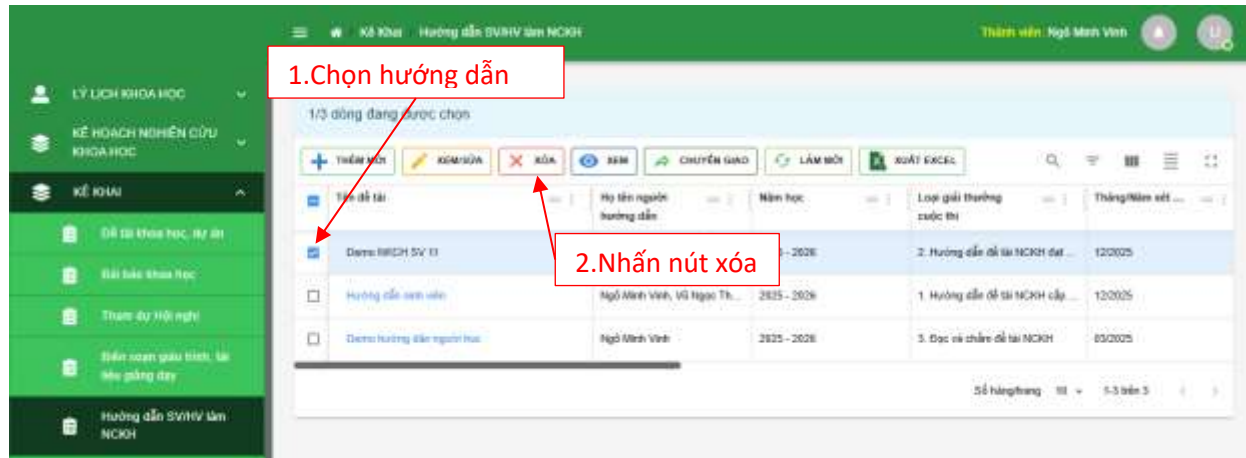 Kê Khai Hướng dẫn SV/HV làm NCKH
Thành viên: Ngô Minh Vinh
1.Chọn hướng dẫn
LÝ LỊCH KHOA HỌC
KẾ HOẠCH NGHIÊN CỨU
KHOA HỌC
KÊ KHAI
Đề tài khoa học, dự án
Bài báo khoa học
Tham dự Hội nghị
Biên soạn giáo trình, tài
liệu giảng dạy
Hướng dẫn SV/HV làm
NCKH
1/3 dòng đang được chọn
THÊM MỚI XEM/SỬA XÓA XEM CHUYỂN GIAO LÀM MỚI XUẤT EXCEL
Tên đề tài Họ tên người hướng dẫn Năm học Loại giải thưởng cuộc thi Tháng/Năm xét ...
Demo NKCH SV 11 - 2026 2. Hướng dẫn đề tài NCKH đạt ... 12/2025
2.Nhấn nút xóa
Hướng dẫn sinh viên Ngô Minh Vinh, Vũ Ngọc Th... 2025 - 2026 1. Hướng dẫn đề tài NCKH cấp ... 12/2025
Demo hướng dẫn người học Ngô Minh Vinh 2025 - 2026 3. Đọc và chấm đề tài NCKH 03/2025
Số hàng/trang 10 1-3 trên 3